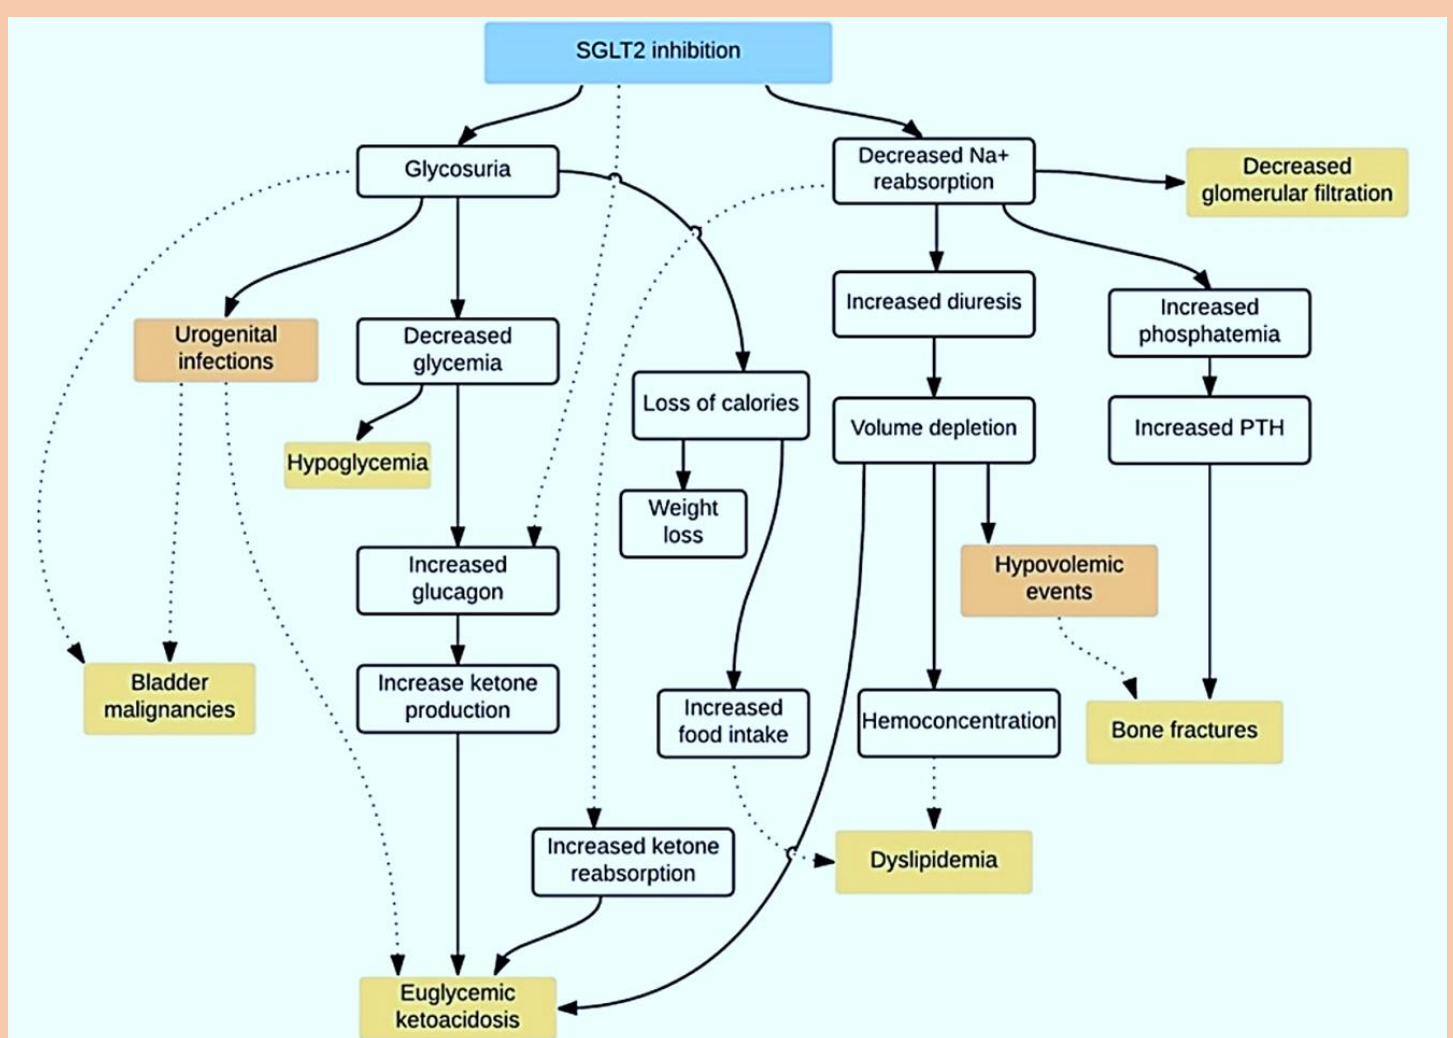 SGLT2 inhibition
Glycosuria
Decreased Na+
reabsorption
Decreased
glomerular filtration
Increased diuresis
Increased
phosphatemia
Urogenital
infections
Decreased
glycemia
Loss of calories
Volume depletion
Increased PTH
Hypoglycemia
Weight
loss
Increased
glucagon
Hypovolemic
events
Bladder
malignancies
Increase ketone
production
Increased
food intake
Hemoconcentration
Bone fractures
Increased ketone
reabsorption
Dyslipidemia
Euglycemic
ketoacidosis